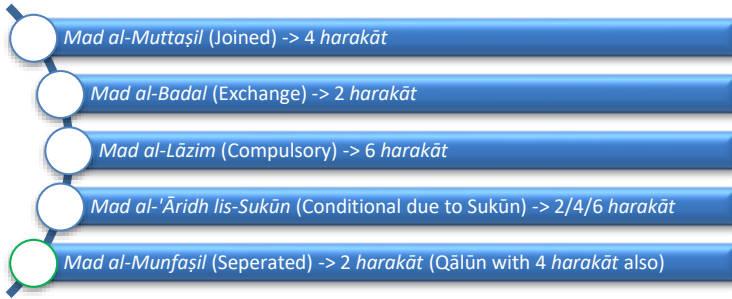 Mad al-Muttaṣil (Joined) -> 4 harakāt
Mad al-Badal (Exchange) -> 2 harakāt
Mad al-Lāzim (Compulsory) -> 6 harakāt
Mad al-'Āridh lis-Sukūn (Conditional due to Sukūn) -> 2/4/6 harakāt
Mad al-Munfaṣil (Seperated) -> 2 harakāt (Qālūn with 4 harakāt also)